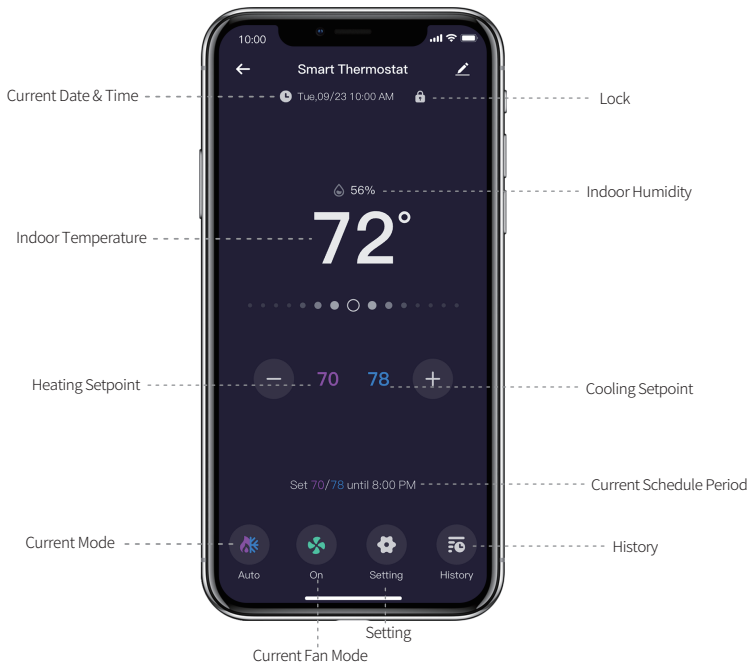 10:00
Smart Thermostat
Current Date & Time
Tue,09/23 10:00 AM
Lock
56%
Indoor Humidity
72°
Indoor Temperature
70 78
Heating Setpoint
Cooling Setpoint
Set 70/78 until 8:00 PM
Current Schedule Period
Current Mode
History
Auto On Setting History
Setting
Current Fan Mode